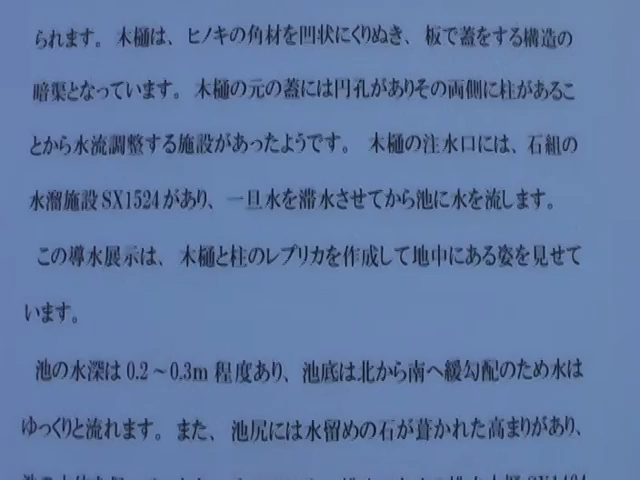 られます。木樋は、ヒノキの角材を凹状にくりぬき、板で蓋をする構造の
暗渠となっています。木樋の元の蓋には円孔がありその両側に柱があるこ
とから水流調整する施設があったようです。木樋の注水口には、石組の
水溜施設SX1524があり、一旦水を滞水させてから池に水を流します。
この導水展示は、木樋と柱のレプリカを作成して地中にある姿を見せて
います。
池の水深は0.2～0.3m程度あり、池底は北から南へ緩勾配のため水は
ゆっくりと流れます。また、池尻には水留めの石が葺かれた高まりがあり、